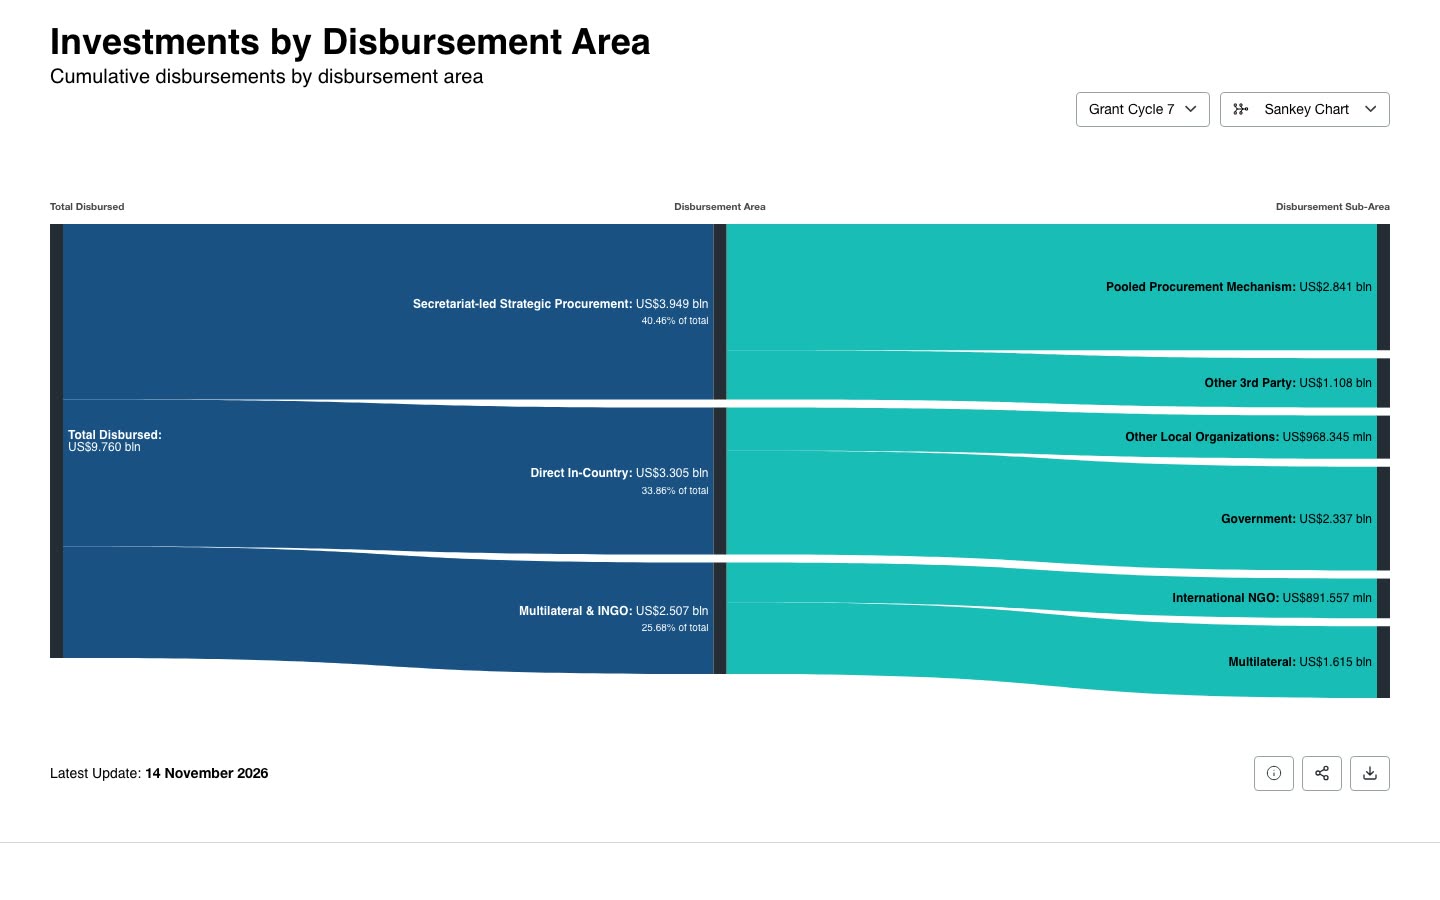 Investments by Disbursement Area
Cumulative disbursements by disbursement area
Grant Cycle 7
Sankey Chart
Total Disbursed
Disbursement Area
Disbursement Sub-Area
Secretariat-led Strategic Procurement: US$3.949 bln
40.46% of total
Pooled Procurement Mechanism: US$2.841 bln
Other 3rd Party: US$1.108 bln
Total Disbursed:
US$9.760 bln
Other Local Organizations: US$968.345 mln
Direct In-Country: US$3.305 bln
33.86% of total
Government: US$2.337 bln
International NGO: US$891.557 mln
Multilateral & INGO: US$2.507 bln
25.68% of total
Multilateral: US$1.615 bln
Latest Update: 14 November 2026